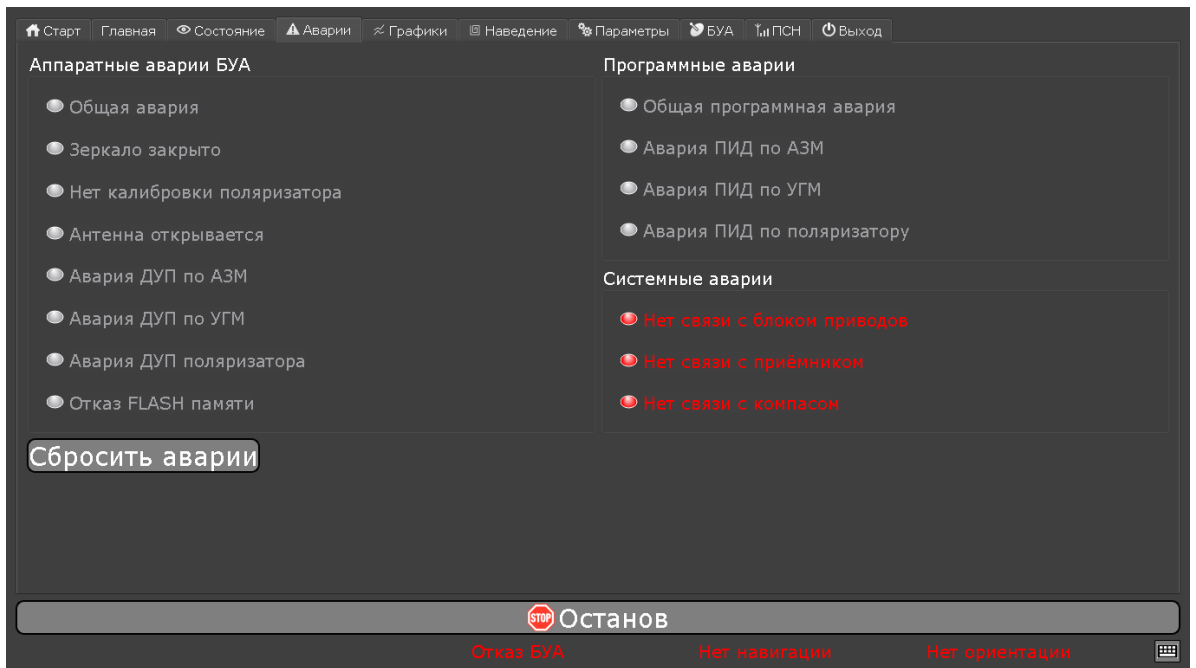 Старт Главная Состояние Аварии Графики Наведение Параметры БУА ПСН Выход
Аппаратные аварии БУА
Общая авария
Зеркало закрыто
Нет калибровки поляризатора
Антенна открывается
Авария ДУП по АЗМ
Авария ДУП по УГМ
Авария ДУП поляризатора
Отказ FLASH памяти
Сбросить аварии
Программные аварии
Общая программная авария
Авария ПИД по АЗМ
Авария ПИД по УГМ
Авария ПИД по поляризатору
Системные аварии
Нет связи с блоком приводов
Нет связи с приёмником
Нет связи с компасом
STOP Останов
Отказ БУА Нет навигации Нет ориентации